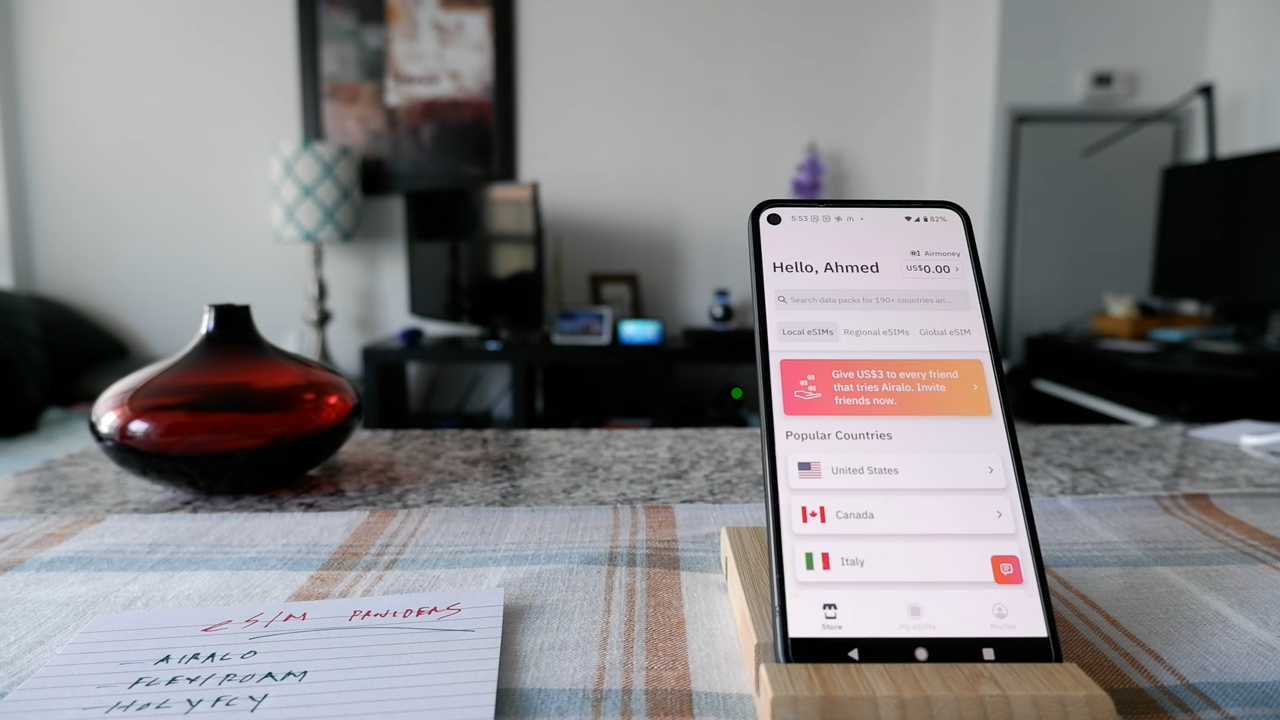 eSIM PROVIDERS
- AIRALO
- FLEXIROAM
- HOLYFLY
5:53
82%
Airmoney
Hello, Ahmed
US$0.00
Search data packs for 190+ countries an...
Local eSIMs Regional eSIMs Global eSIM
Give US$3 to every friend
that tries Airalo. Invite
friends now.
Popular Countries
United States
Canada
Italy
Store My eSIMs Profile